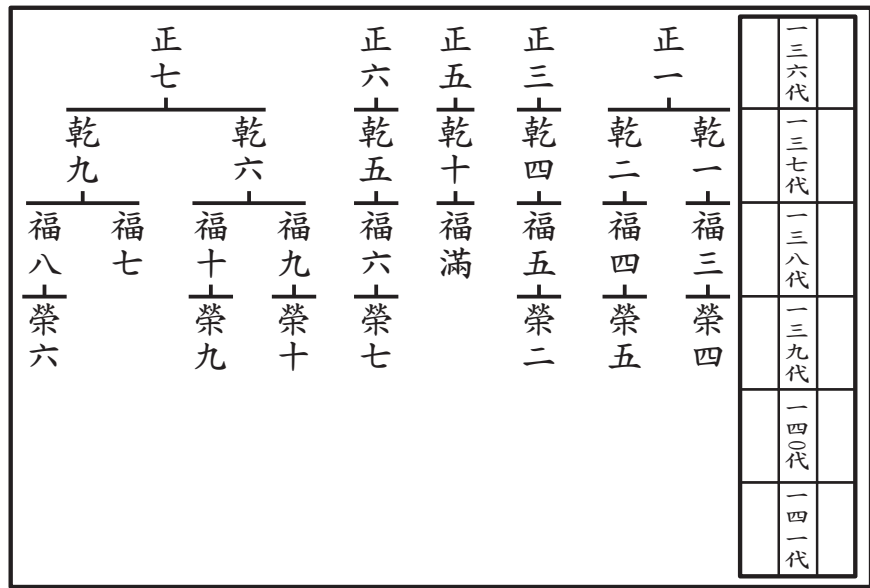 一三六代
一三七代
一三八代
一三九代
一四〇代
一四一代
正一
正三
正五
正六
正七
乾一
乾二
乾四
乾十
乾五
乾六
乾九
福三
福四
福五
福滿
福六
福九
福十
福七
福八
榮四
榮五
榮二
榮七
榮十
榮九
榮六